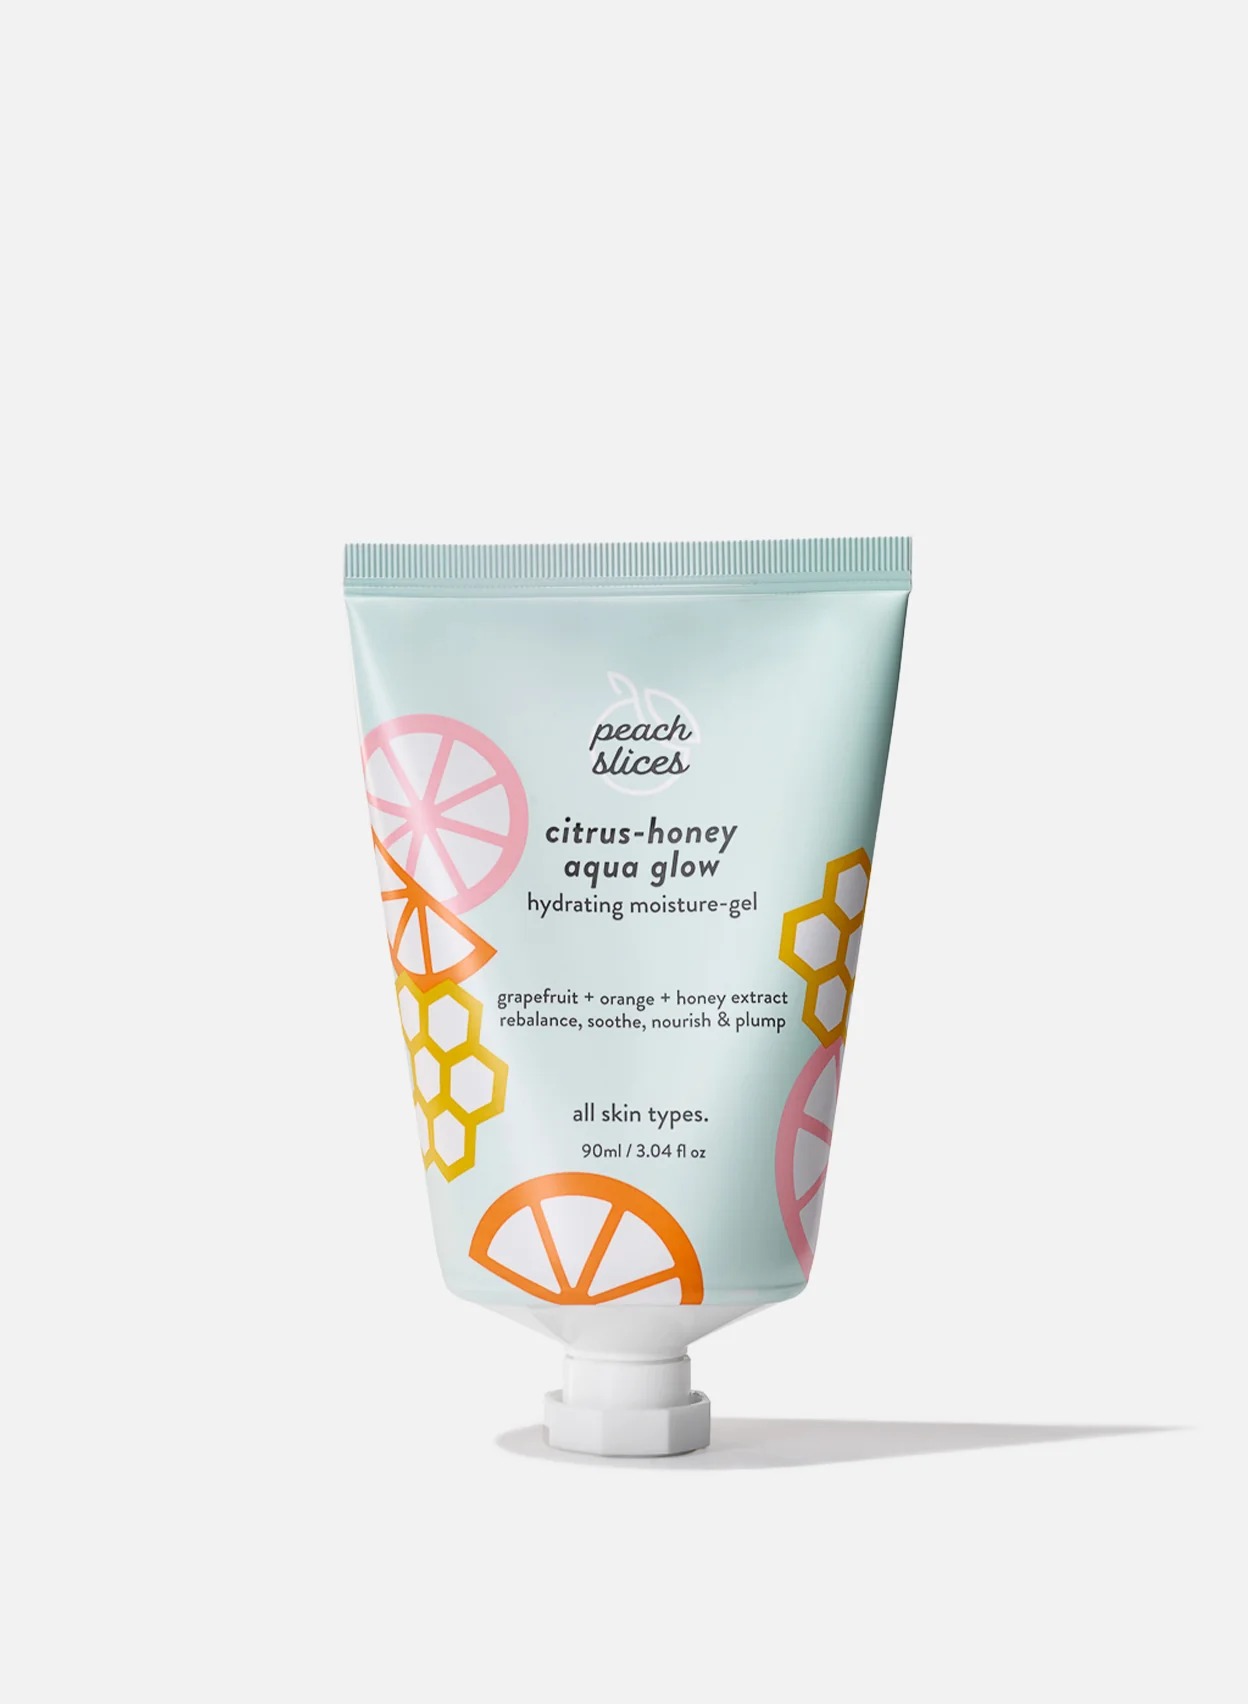 peach
slices
citrus-honey
aqua glow
hydrating moisture-gel
grapefruit + orange + honey extract
rebalance, soothe, nourish & plump
all skin types.
90ml / 3.04 fl oz